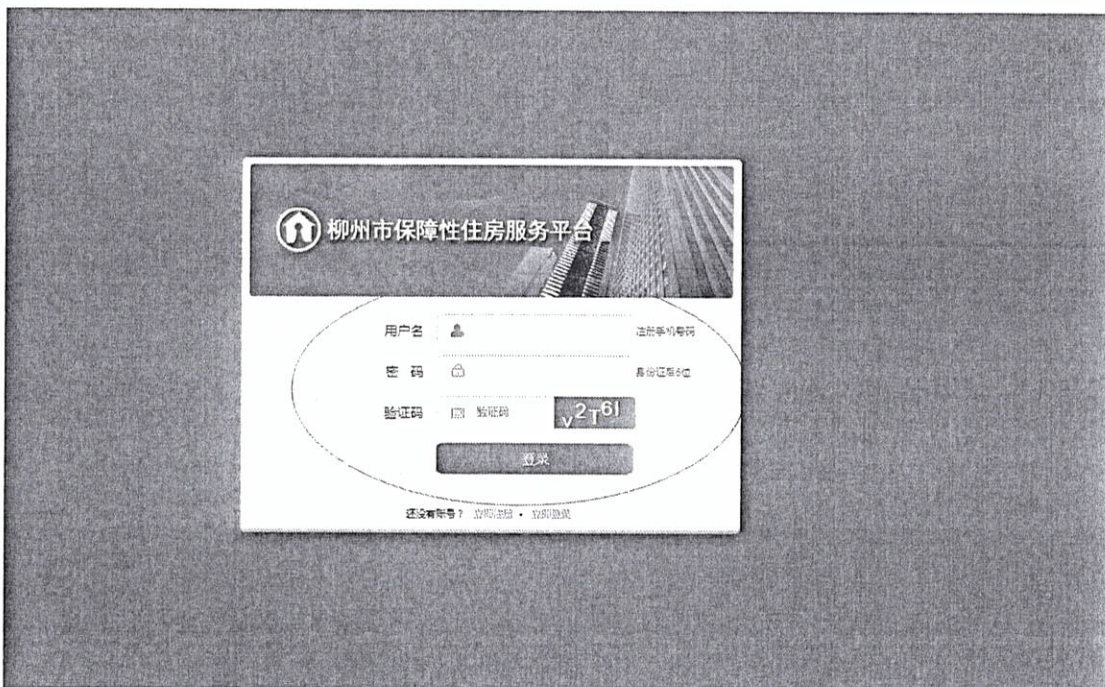 柳州市保障性住房服务平台
用户名 注册手机号码
密 码 身份证后6位
验证码 验证码 v2T6l
登录
还没有账号? 立即注册 • 立即登录